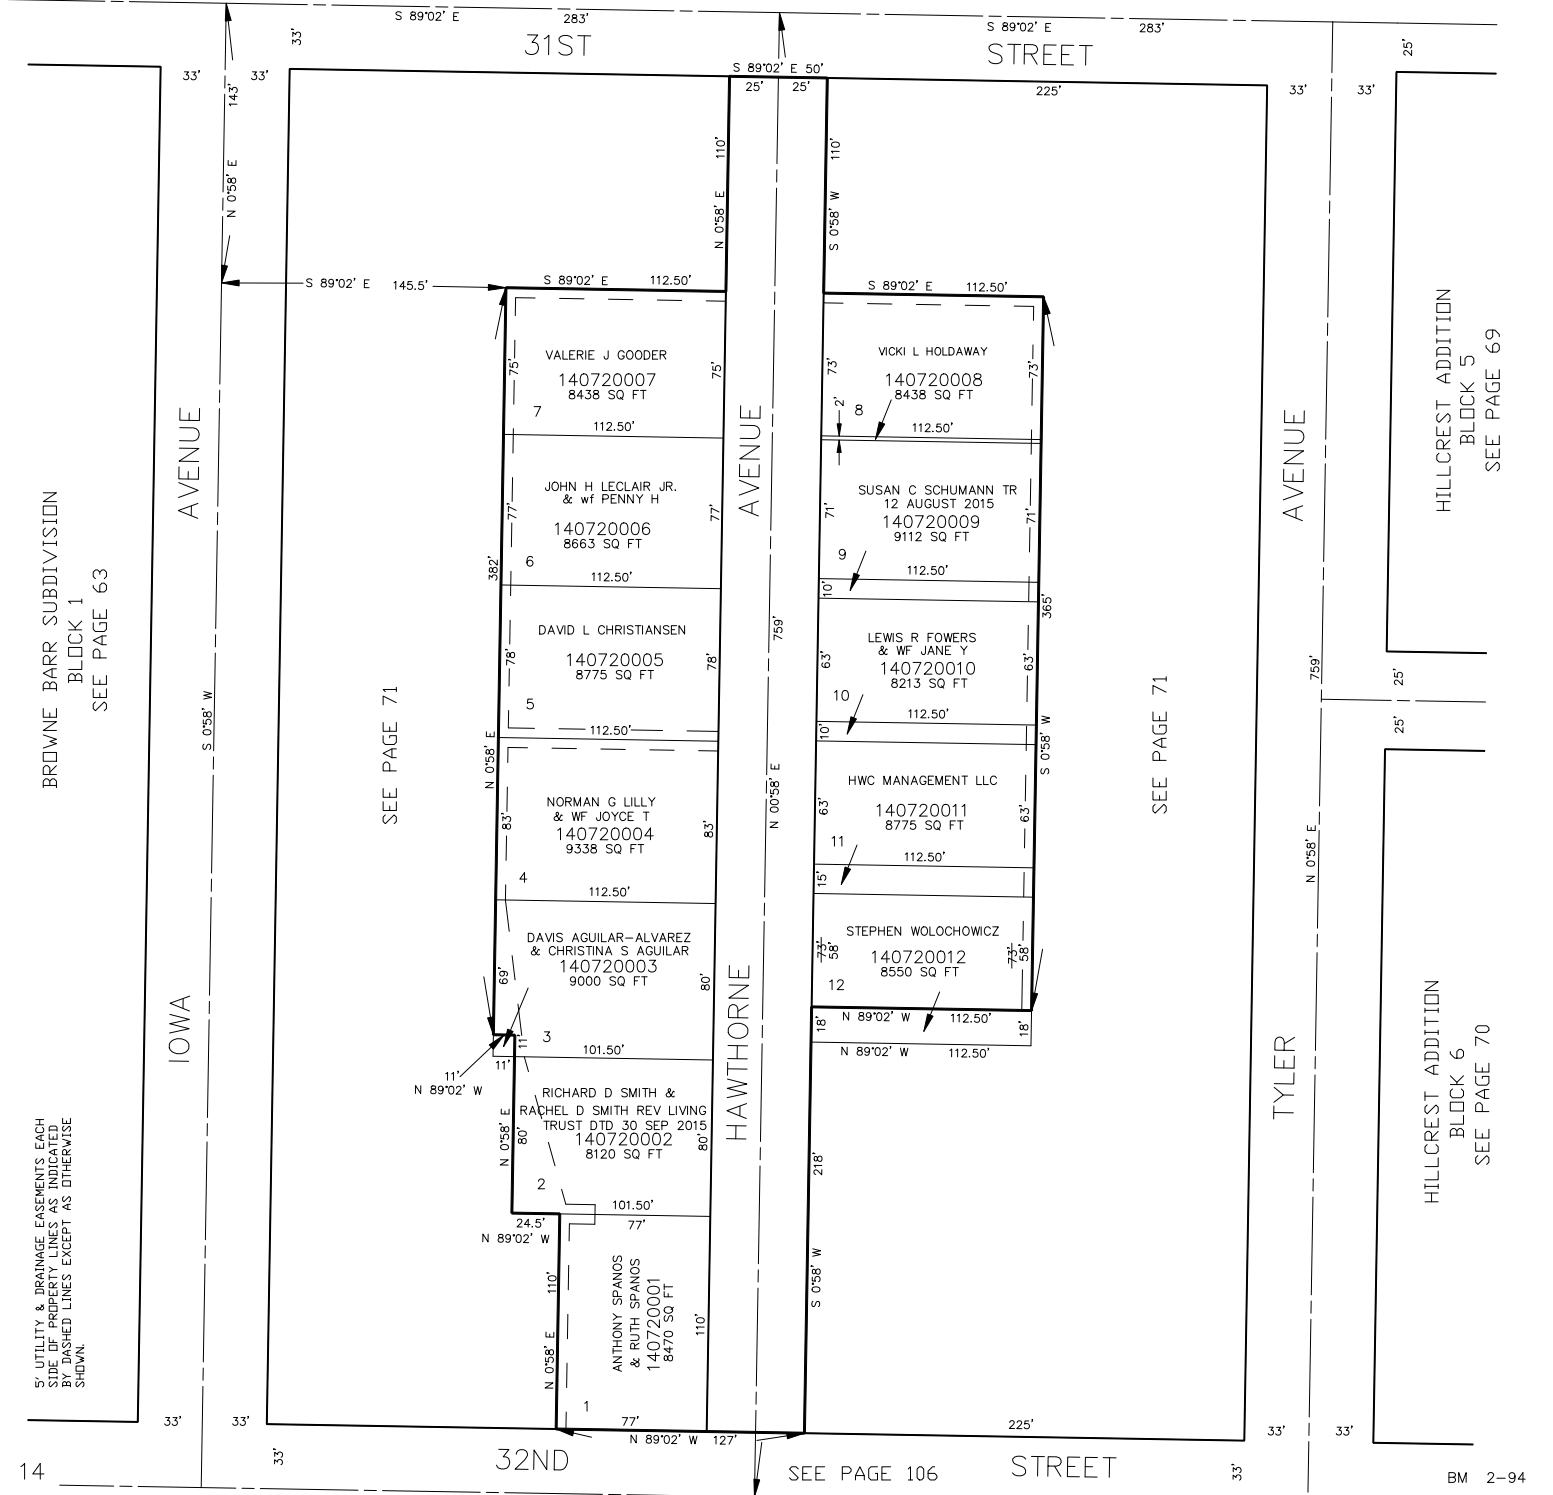 S 89°02' E
283'
31ST
S 89°02' E
283'
STREET
33'
25'
33'
33'
143'
N 0°58' E
S 89°02' E 50'
25'
25'
225'
33'
33'
110'
N 0°58' E
110'
S 0°58' W
S 89°02' E 145.5'
S 89°02' E 112.50'
S 89°02' E 112.50'
VALERIE J GOODER
140720007
8438 SQ FT
75'
75'
7
112.50'
VICKI L HOLDAWAY
140720008
8438 SQ FT
73'
73'
2'
8
112.50'
JOHN H LECLAIR JR.
& wf PENNY H
140720006
8663 SQ FT
77'
77'
6
112.50'
SUSAN C SCHUMANN TR
12 AUGUST 2015
140720009
9112 SQ FT
71'
71'
9
112.50'
10'
382'
365'
DAVID L CHRISTIANSEN
140720005
8775 SQ FT
78'
78'
5
112.50'
LEWIS R FOWERS
& WF JANE Y
140720010
8213 SQ FT
63'
63'
10
112.50'
10'
N 0°58' E
S 0°58' W
NORMAN G LILLY
& WF JOYCE T
140720004
9338 SQ FT
83'
83'
4
112.50'
HWC MANAGEMENT LLC
140720011
8775 SQ FT
63'
63'
11
112.50'
15'
DAVIS AGUILAR-ALVAREZ
& CHRISTINA S AGUILAR
140720003
9000 SQ FT
69'
80'
3
11'
101.50'
STEPHEN WOLOCHOWICZ
140720012
8550 SQ FT
73'
58'
73'
58'
12
N 89°02' W 112.50'
18'
18'
N 89°02' W 112.50'
11'
11'
N 89°02' W
RICHARD D SMITH &
RACHEL D SMITH REV LIVING
TRUST DTD 30 SEP 2015
140720002
8120 SQ FT
N 0°58' E
80'
80'
2
101.50'
24.5'
N 89°02' W
77'
ANTHONY SPANOS
& RUTH SPANOS
140720001
8470 SQ FT
110'
N 0°58' E
110'
1
77'
N 89°02' W 127'
218'
S 0°58' W
HAWTHORNE
AVENUE
759'
N 00°58' E
IOWA
AVENUE
S 0°58' W
TYLER
AVENUE
759'
N 0°58' E
25'
25'
BROWNE BARR SUBDIVISION
BLOCK 1
SEE PAGE 63
SEE PAGE 71
SEE PAGE 71
HILLCREST ADDITION
BLOCK 5
SEE PAGE 69
HILLCREST ADDITION
BLOCK 6
SEE PAGE 70
5' UTILITY & DRAINAGE EASEMENTS EACH
SIDE OF PROPERTY LINES AS INDICATED
BY DASHED LINES EXCEPT AS OTHERWISE
SHOWN.
33'
33'
33'
225'
33'
33'
33'
32ND
STREET
SEE PAGE 106
14
BM 2-94